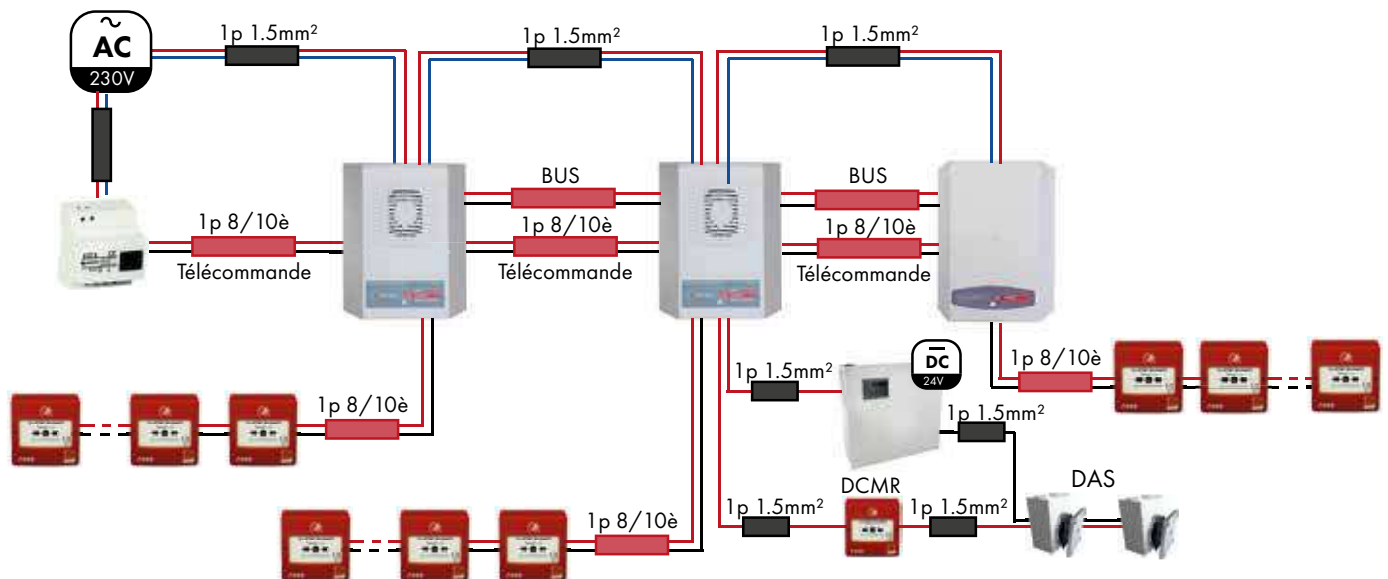 ~
AC
230V
1p 1.5mm²
1p 1.5mm²
1p 1.5mm²
BUS
BUS
1p 8/10è
1p 8/10è
1p 8/10è
Télécommande
Télécommande
Télécommande
DC
24V
1p 1.5mm²
1p 8/10è
1p 8/10è
1p 1.5mm²
DCMR
DAS
1p 1.5mm²
1p 1.5mm²
1p 8/10è